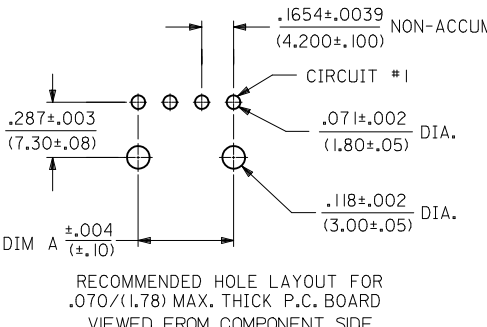 .1654±.0039
(4.200±.100)
NON-ACCUM
CIRCUIT #1
.287±.003
(7.30±.08)
.071±.002
(1.80±.05)
DIA.
.118±.002
(3.00±.05)
DIA.
DIM A ±.004
(±.10)
RECOMMENDED HOLE LAYOUT FOR
.070/(1.78) MAX. THICK P.C. BOARD
VIEWED FROM COMPONENT SIDE